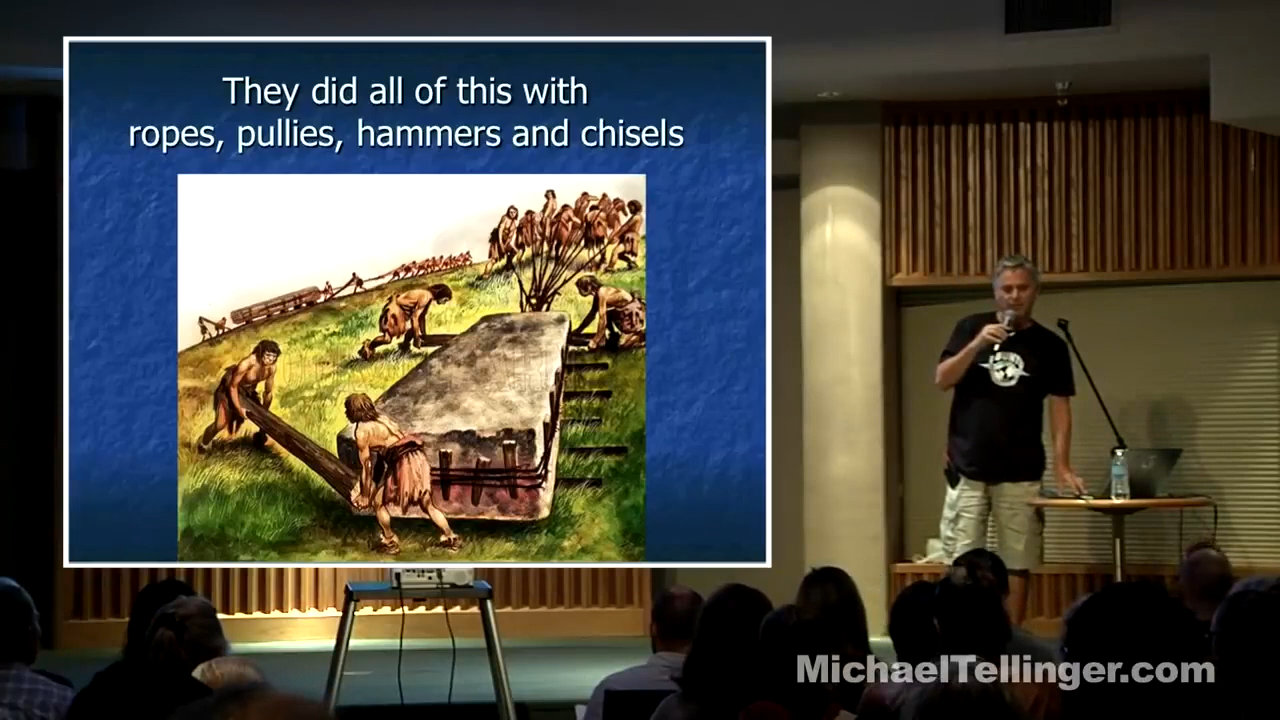 They did all of this with
ropes, pullies, hammers and chisels
MichaelTellinger.com